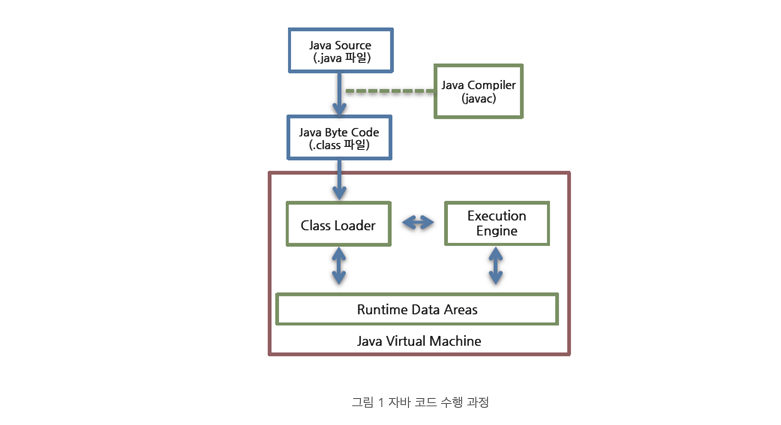 Java Source
(.java 파일)
Java Compiler
(javac)
Java Byte Code
(.class 파일)
Class Loader
Execution
Engine
Runtime Data Areas
Java Virtual Machine
그림 1 자바 코드 수행 과정